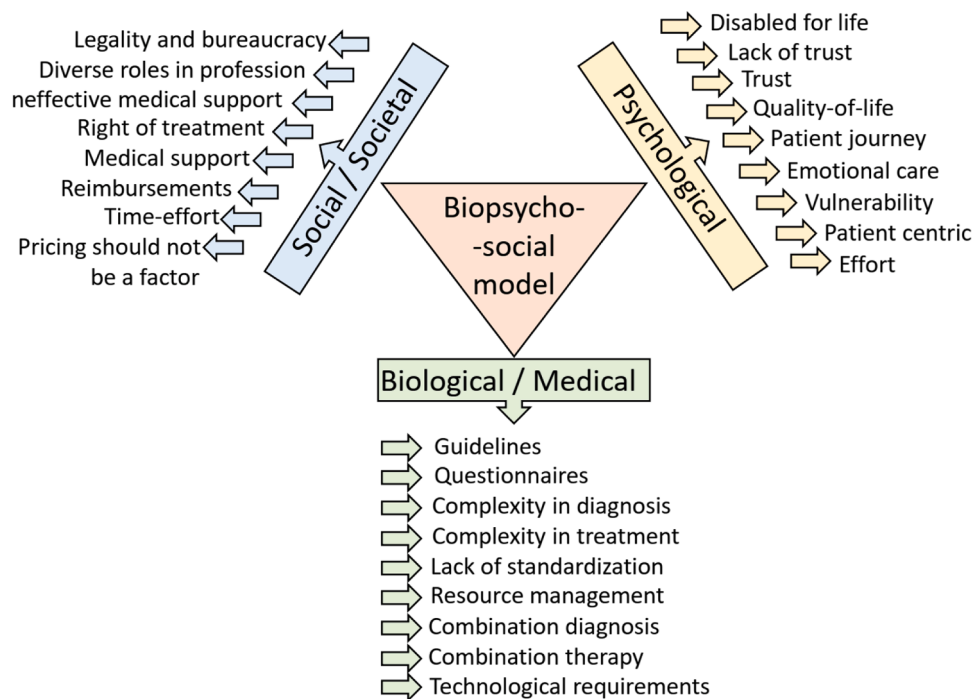 Legality and bureaucracy
Diverse roles in profession
neffective medical support
Right of treatment
Medical support
Reimbursements
Time-effort
Pricing should not
be a factor
Social / Societal
Disabled for life
Lack of trust
Trust
Quality-of-life
Patient journey
Emotional care
Vulnerability
Patient centric
Effort
Psychological
Biopsycho-
-social
model
Biological / Medical
Guidelines
Questionnaires
Complexity in diagnosis
Complexity in treatment
Lack of standardization
Resource management
Combination diagnosis
Combination therapy
Technological requirements